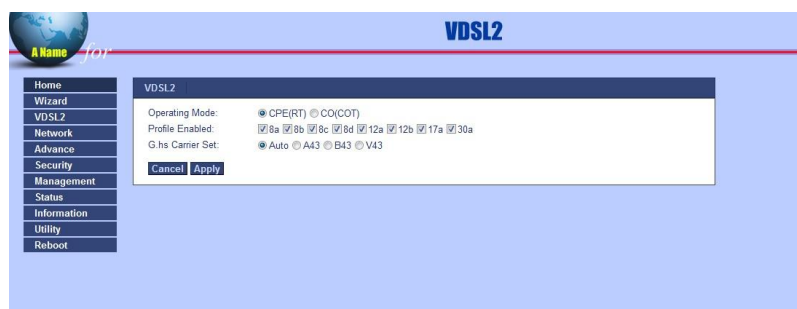 VDSL2
A Name for
Home
Wizard
VDSL2
Network
Advance
Security
Management
Status
Information
Utility
Reboot
VDSL2
Operating Mode: CPE(RT) CO(COT)
Profile Enabled: 8a 8b 8c 8d 12a 12b 17a 30a
G.hs Carrier Set: Auto A43 B43 V43
Cancel Apply